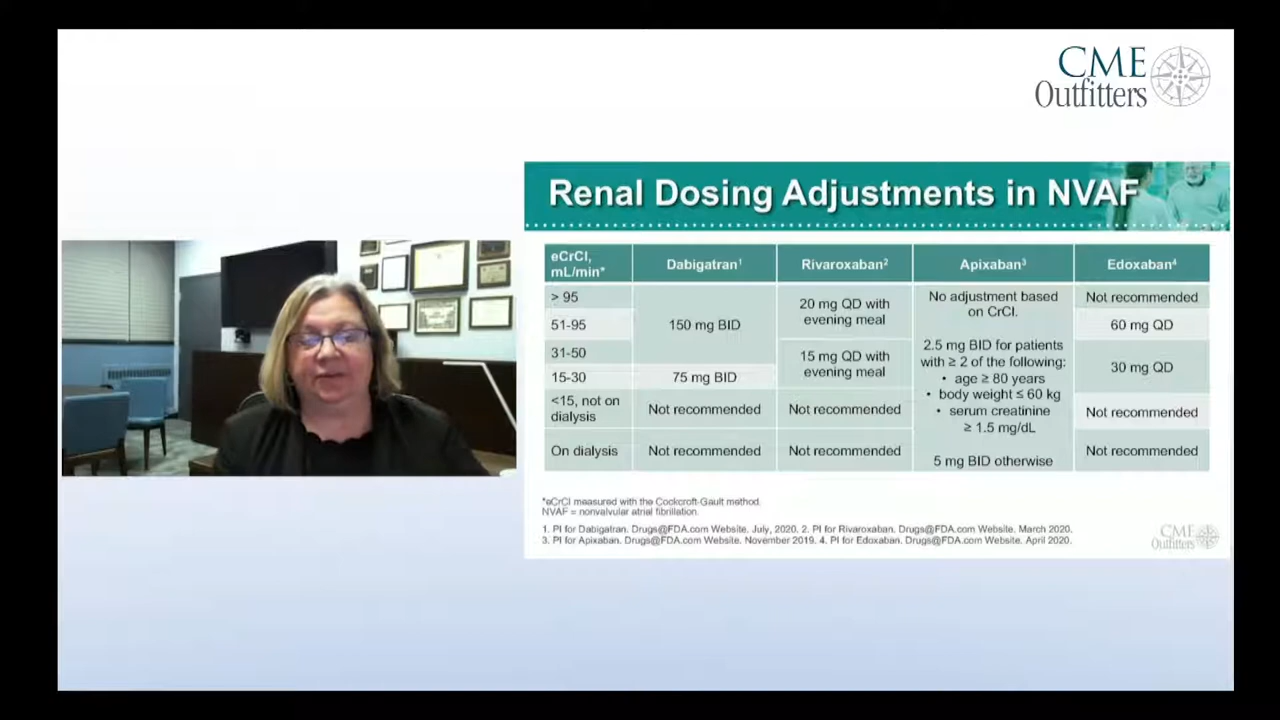 CME
Outfitters
Renal Dosing Adjustments in NVAF
eCrCl,
mL/min*
Dabigatran1
Rivaroxaban2
Apixaban3
Edoxaban4
> 95
51-95
31-50
15-30
<15, not on
dialysis
On dialysis
150 mg BID
75 mg BID
Not recommended
Not recommended
20 mg QD with
evening meal
15 mg QD with
evening meal
Not recommended
Not recommended
No adjustment based
on CrCl.
2.5 mg BID for patients
with ≥ 2 of the following:
• age ≥ 80 years
• body weight ≤ 60 kg
• serum creatinine
≥ 1.5 mg/dL
5 mg BID otherwise
Not recommended
60 mg QD
30 mg QD
Not recommended
Not recommended
*eCrCl measured with the Cockcroft-Gault method.
NVAF = nonvalvular atrial fibrillation.
1. PI for Dabigatran. Drugs@FDA.com Website. July, 2020. 2. PI for Rivaroxaban. Drugs@FDA.com Website. March 2020.
3. PI for Apixaban. Drugs@FDA.com Website. November 2019. 4. PI for Edoxaban. Drugs@FDA.com Website. April 2020.
CME
Outfitters